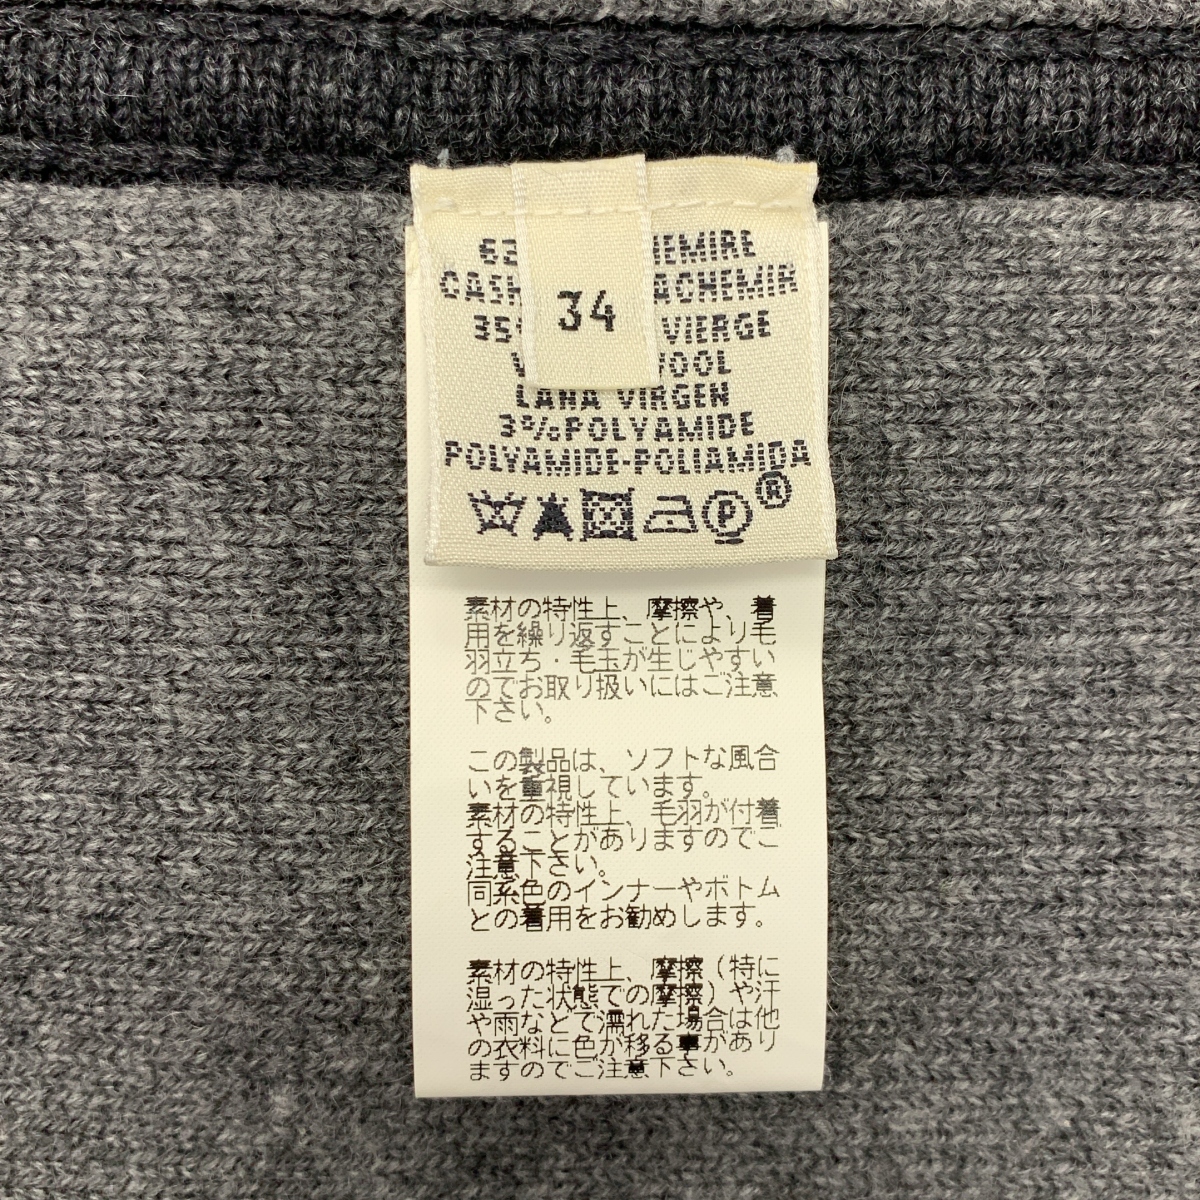 62 HEMIRE
CASH ACHEMIR
34
35% VIERGE
V WOOL
LANA VIRGEN
3%POLYAMIDE
POLYAMIDE-POLIAMIDA
P ®
素材の特性上、摩擦や、着
用を繰り返すことにより毛
羽立ち・毛玉が生じやすい
のでお取り扱いにはご注意
下さい。
この製品は、ソフトな風合
いを重視しています。
素材の特性上、毛羽が付着
することがありますのでご
注意下さい。
同系色のインナーやボトム
との着用をお勧めします。
素材の特性上、摩擦（特に
湿った状態での摩擦）や汗
や雨などで濡れた場合は他
の衣料に色が移る事があり
ますのでご注意下さい。